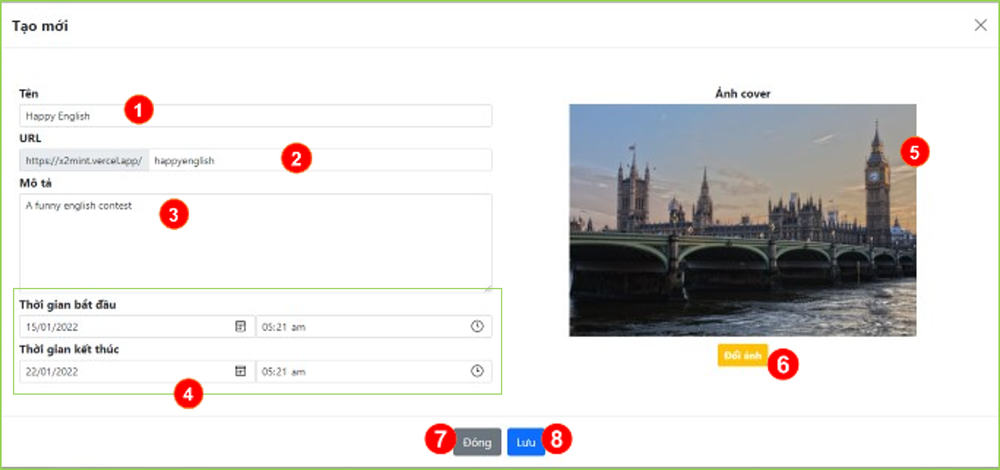 Tạo mới
Tên
1
Happy English
URL
https://x2mint.vercel.app/ happyenglish
2
Mô tả
A funny english contest
3
Thời gian bắt đầu
15/01/2022 05:21 am
Thời gian kết thúc
22/01/2022 05:21 am
4
Ảnh cover
5
Đổi ảnh
6
7 Đóng Lưu 8